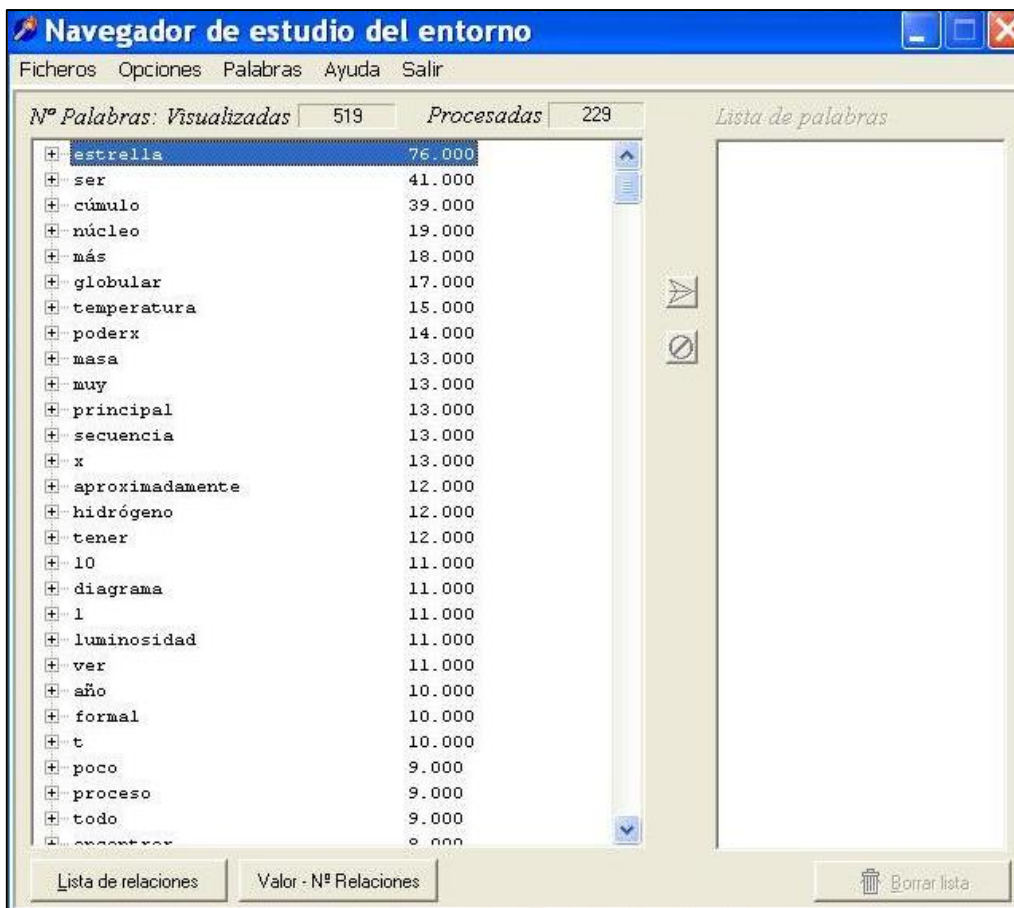 Navegador de estudio del entorno
Ficheros Opciones Palabras Ayuda Salir
Nº Palabras: Visualizadas 519 Procesadas 229 Lista de palabras
estrella 76.000
ser 41.000
cúmulo 39.000
núcleo 19.000
más 18.000
globular 17.000
temperatura 15.000
poderx 14.000
masa 13.000
muy 13.000
principal 13.000
secuencia 13.000
x 13.000
aproximadamente 12.000
hidrógeno 12.000
tener 12.000
10 11.000
diagrama 11.000
l 11.000
luminosidad 11.000
ver 11.000
año 10.000
formal 10.000
t 10.000
poco 9.000
proceso 9.000
todo 9.000
encontrar 8.000
Lista de relaciones Valor - Nº Relaciones Borrar lista